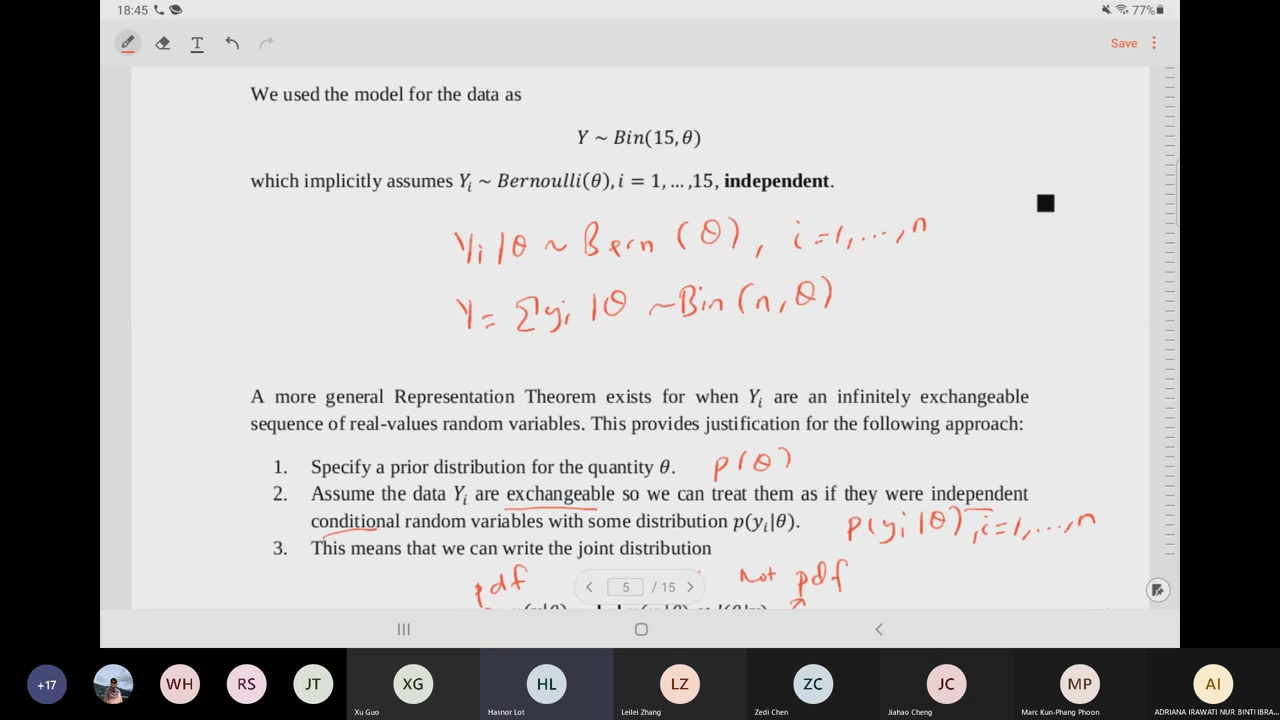 18:45
77%
T
Save
We used the model for the data as
Y ~ Bin(15, θ)
which implicitly assumes Yᵢ ~ Bernoulli(θ), i = 1, … ,15, independent.
Yᵢ | θ ~ Bern (θ), i=1,...,n
Y = Σyᵢ | θ ~ Bin (n, θ)
A more general Representation Theorem exists for when Yᵢ are an infinitely exchangeable
sequence of real-values random variables. This provides justification for the following approach:
1. Specify a prior distribution for the quantity θ. p(θ)
2. Assume the data Yᵢ are exchangeable so we can treat them as if they were independent
conditional random variables with some distribution p(yᵢ|θ). p(yᵢ | θ), i=1,...,n
3. This means that we can write the joint distribution
pdf Not pdf
5 / 15
+17
WH
RS
JT
XG
HL
LZ
ZC
JC
MP
AI
Xu Guo
Hasnor Lot
Leilei Zhang
Zedi Chen
Jiahao Cheng
Marc Kun-Phang Phoon
ADRIANA IRAWATI NUR BINTI IBRA...